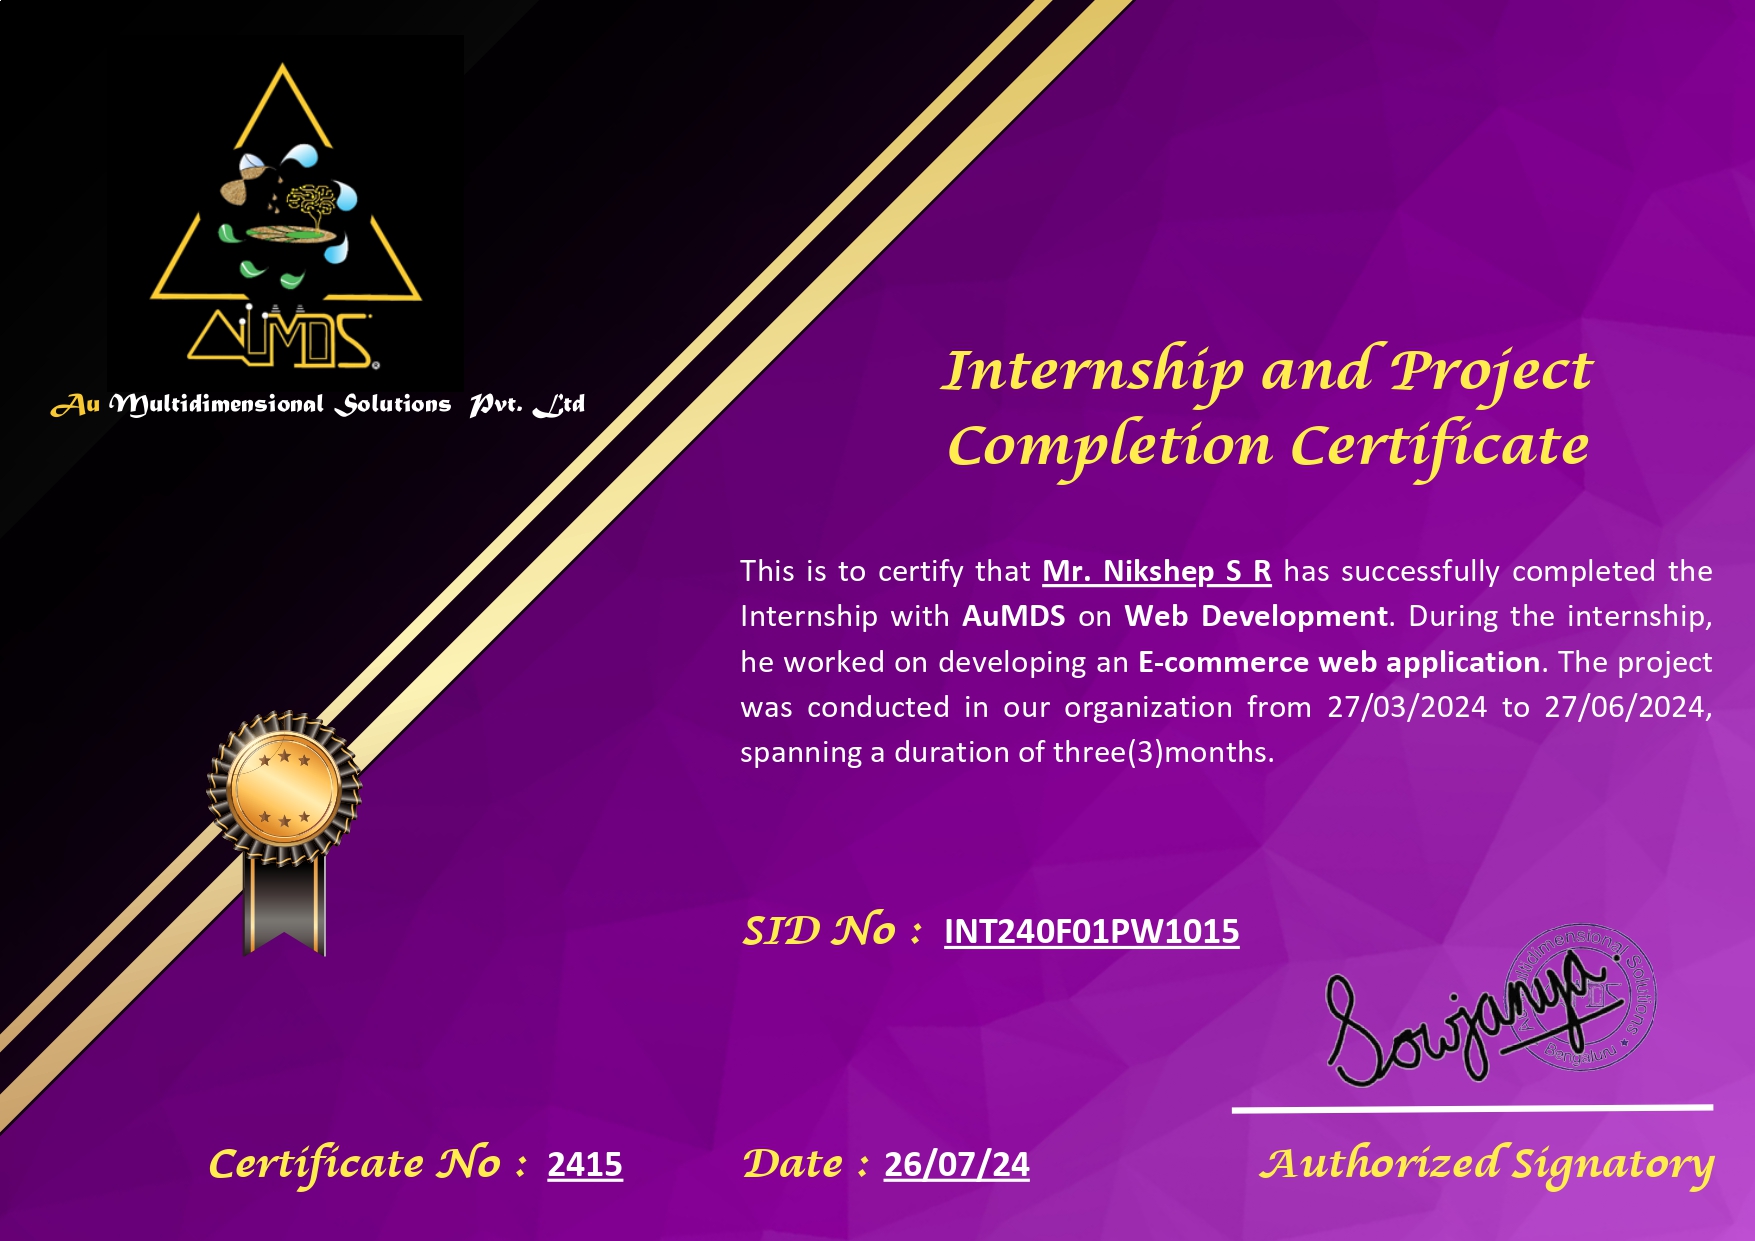 AUMDS
Au Multidimensional Solutions Pvt. Ltd
Internship and Project
Completion Certificate
This is to certify that Mr. Nikshep S R has successfully completed the
Internship with AuMDS on Web Development. During the internship,
he worked on developing an E-commerce web application. The project
was conducted in our organization from 27/03/2024 to 27/06/2024,
spanning a duration of three(3)months.
SID No : INT240F01PW1015
Sowjanya.
Multidimensional Solutions
Bengaluru
Certificate No : 2415
Date : 26/07/24
Authorized Signatory